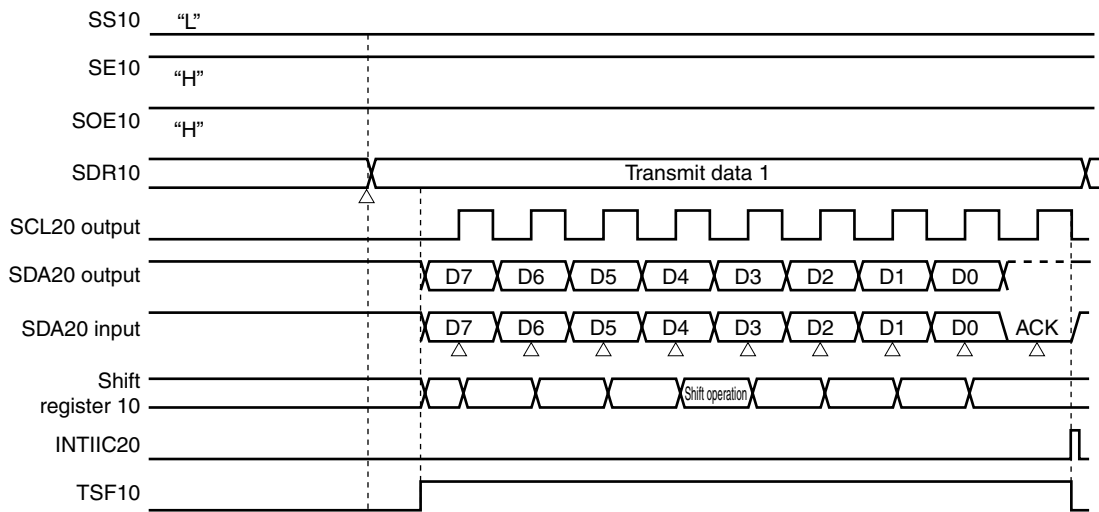 SS10 “L”
SE10 “H”
SOE10 “H”
SDR10 Transmit data 1
SCL20 output
SDA20 output D7 D6 D5 D4 D3 D2 D1 D0
SDA20 input D7 D6 D5 D4 D3 D2 D1 D0 ACK
Shift
register 10 Shift operation
INTIIC20
TSF10